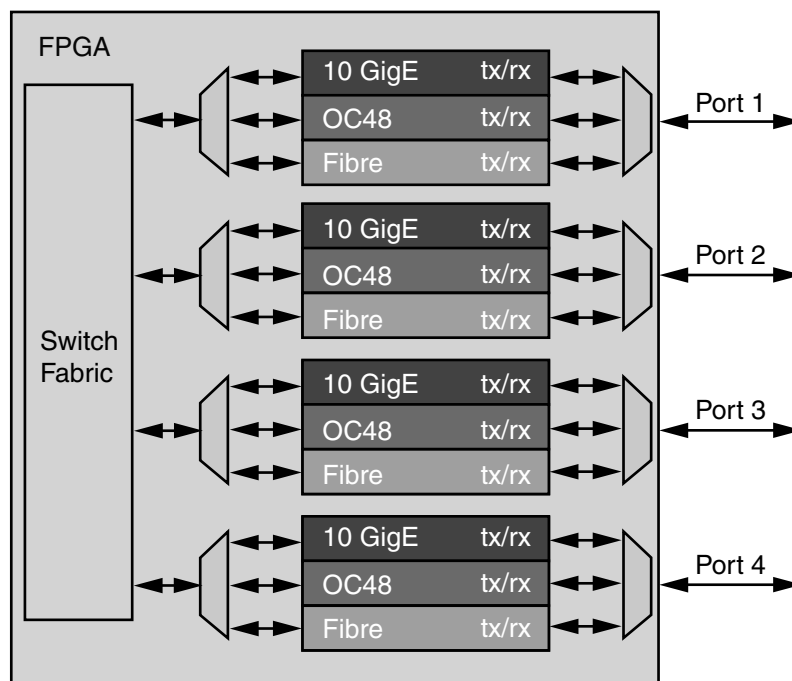 FPGA
Switch
Fabric
10 GigE tx/rx
OC48 tx/rx
Fibre tx/rx
Port 1
10 GigE tx/rx
OC48 tx/rx
Fibre tx/rx
Port 2
10 GigE tx/rx
OC48 tx/rx
Fibre tx/rx
Port 3
10 GigE tx/rx
OC48 tx/rx
Fibre tx/rx
Port 4